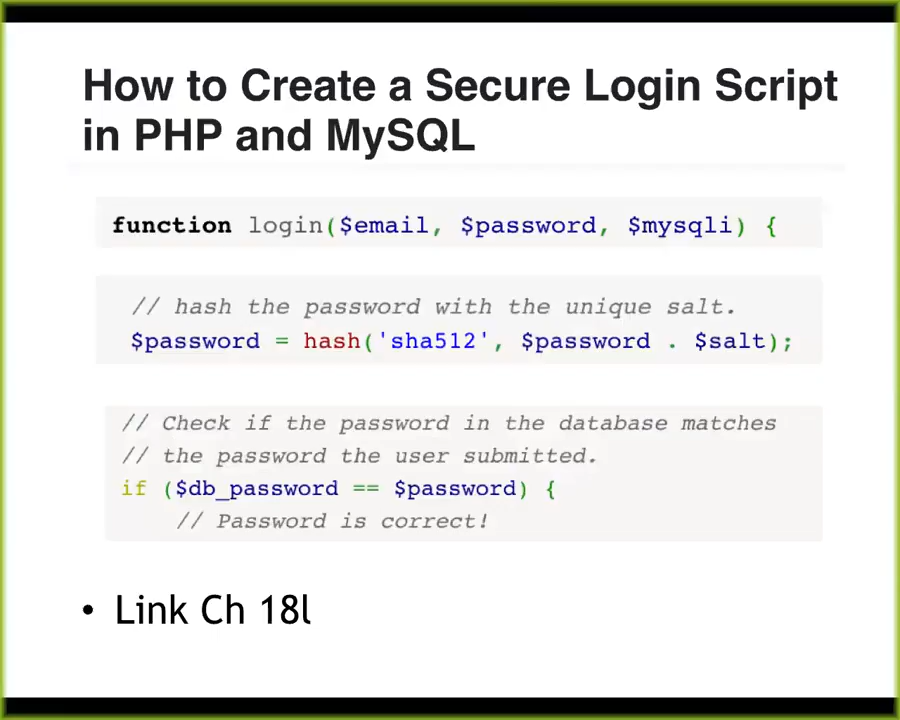 How to Create a Secure Login Script
in PHP and MySQL
function login($email, $password, $mysqli) {
// hash the password with the unique salt.
$password = hash('sha512', $password . $salt);
// Check if the password in the database matches
// the password the user submitted.
if ($db_password == $password) {
// Password is correct!
• Link Ch 18l